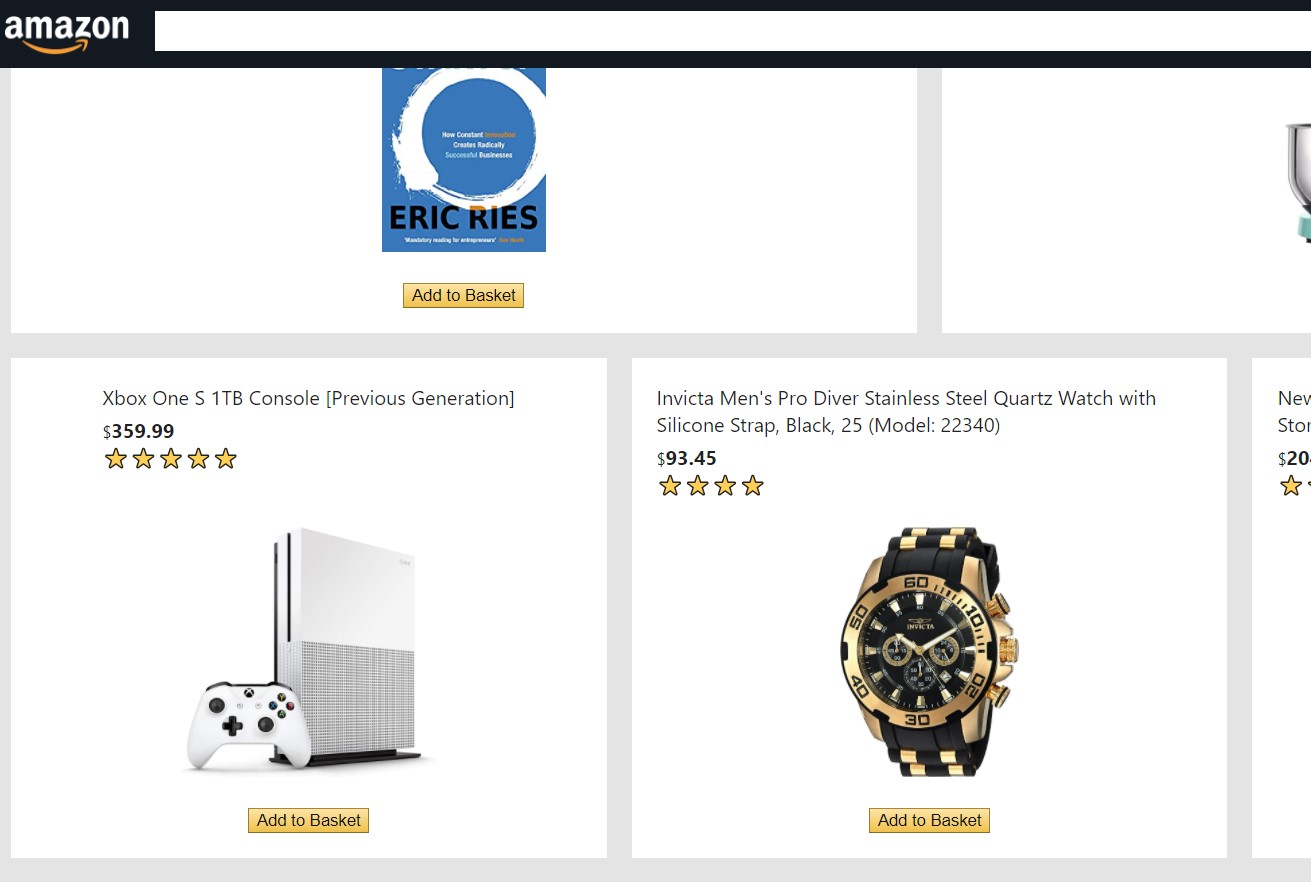 amazon
How Constant Innovation
Creates Radically
Successful Businesses
ERIC RIES
'Mandatory reading for entrepreneurs'
Add to Basket
Xbox One S 1TB Console [Previous Generation]
$359.99
Invicta Men's Pro Diver Stainless Steel Quartz Watch with
Silicone Strap, Black, 25 (Model: 22340)
$93.45
New
$20
60
50
10
INVICTA
40
20
30
Add to Basket
Add to Basket